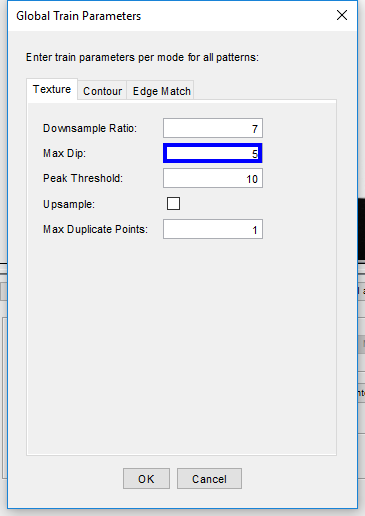 Global Train Parameters
Enter train parameters per mode for all patterns:
Texture Contour Edge Match
Downsample Ratio: 7
Max Dip: 5
Peak Threshold: 10
Upsample:
Max Duplicate Points: 1
OK Cancel